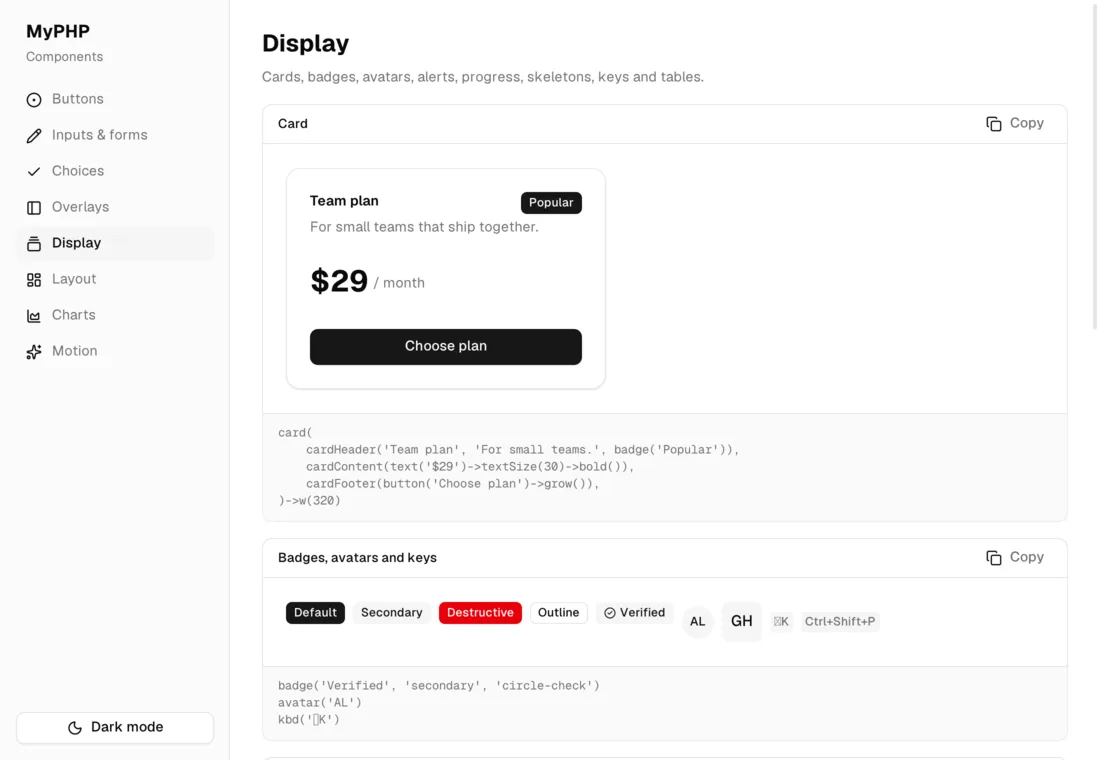 MyPHP
Components
Buttons
Inputs & forms
Choices
Overlays
Display
Layout
Charts
Motion
Dark mode
Display
Cards, badges, avatars, alerts, progress, skeletons, keys and tables.
Card
Copy
Team plan
Popular
For small teams that ship together.
$29 / month
Choose plan
card(
    cardHeader('Team plan', 'For small teams.', badge('Popular')),
    cardContent(text('$29')->textSize(30)->bold()),
    cardFooter(button('Choose plan')->grow()),
)->w(320)
Badges, avatars and keys
Copy
Default Secondary Destructive Outline Verified AL GH K Ctrl+Shift+P
badge('Verified', 'secondary', 'circle-check')
avatar('AL')
kbd('K')